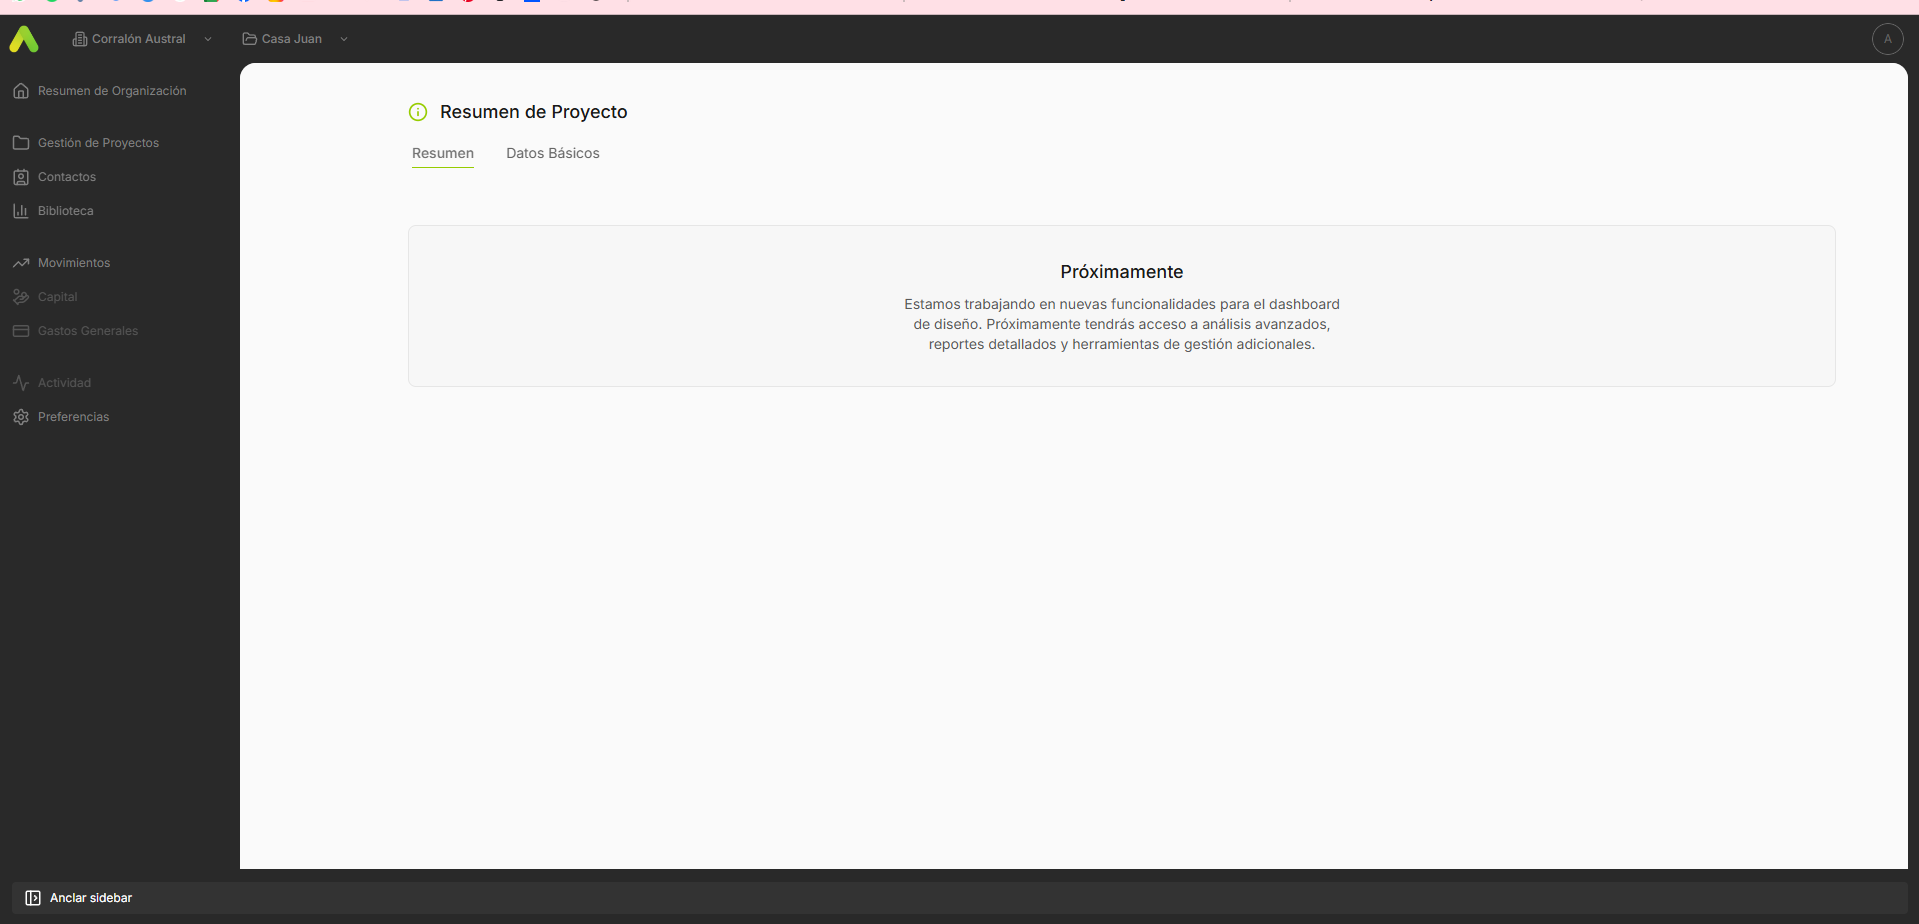 Corralón Austral
Casa Juan
A
Resumen de Organización
Gestión de Proyectos
Contactos
Biblioteca
Movimientos
Capital
Gastos Generales
Actividad
Preferencias
Resumen de Proyecto
Resumen
Datos Básicos
Próximamente
Estamos trabajando en nuevas funcionalidades para el dashboard
de diseño. Próximamente tendrás acceso a análisis avanzados,
reportes detallados y herramientas de gestión adicionales.
Anclar sidebar